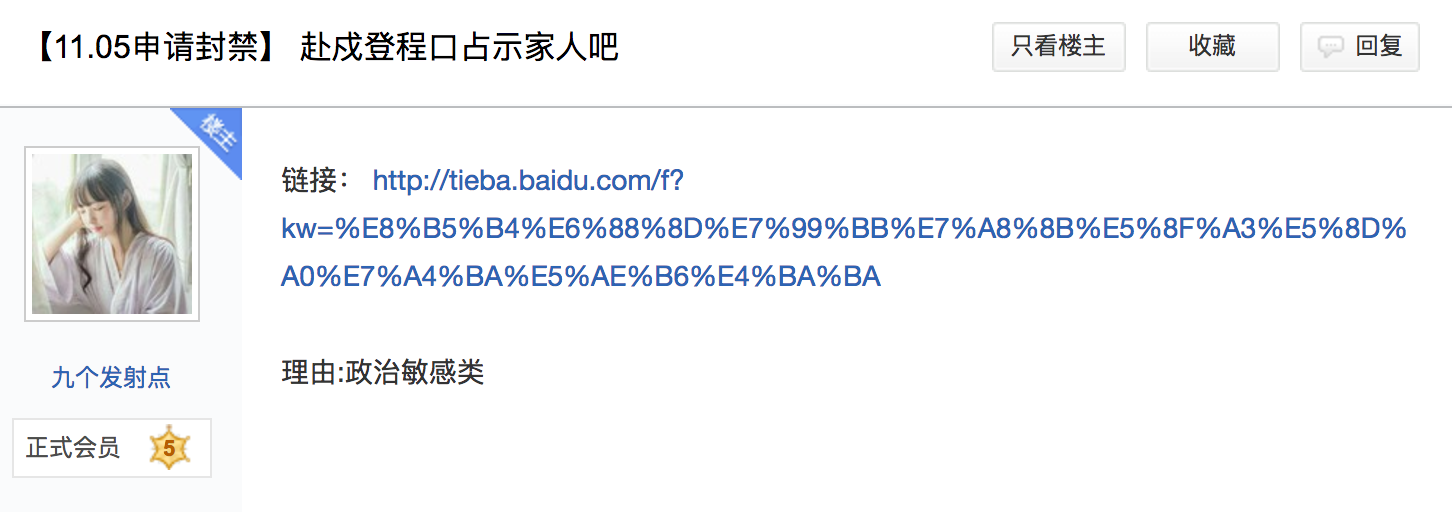 【11.05申请封禁】 赴戍登程口占示家人吧
只看楼主
收藏
回复
楼主
链接： http://tieba.baidu.com/f?
kw=%E8%B5%B4%E6%88%8D%E7%99%BB%E7%A8%8B%E5%8F%A3%E5%8D%
A0%E7%A4%BA%E5%AE%B6%E4%BA%BA
理由:政治敏感类
九个发射点
正式会员 5